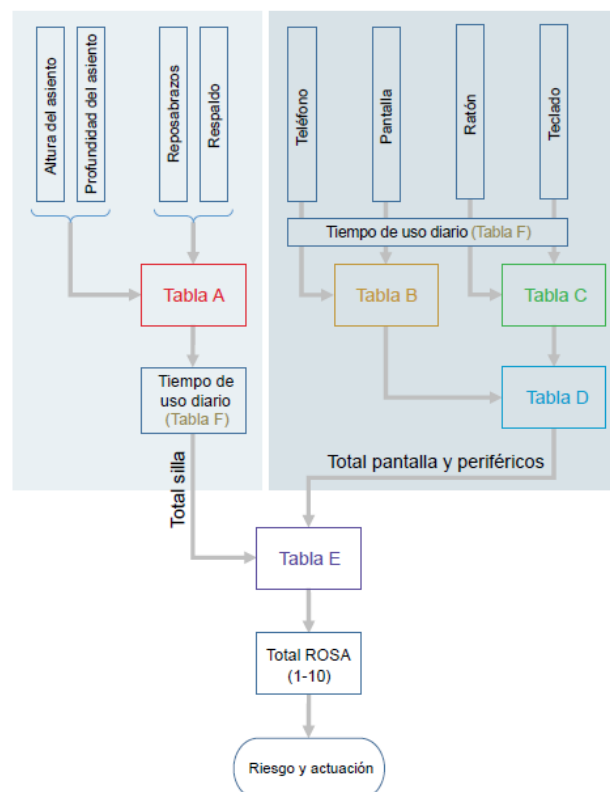 Altura del asiento
Profundidad del asiento
Reposabrazos
Respaldo
Teléfono
Pantalla
Ratón
Teclado
Tiempo de uso diario (Tabla F)
Tabla A
Tabla B
Tabla C
Tiempo de
uso diario
(Tabla F)
Tabla D
Total silla
Total pantalla y periféricos
Tabla E
Total ROSA
(1-10)
Riesgo y actuación